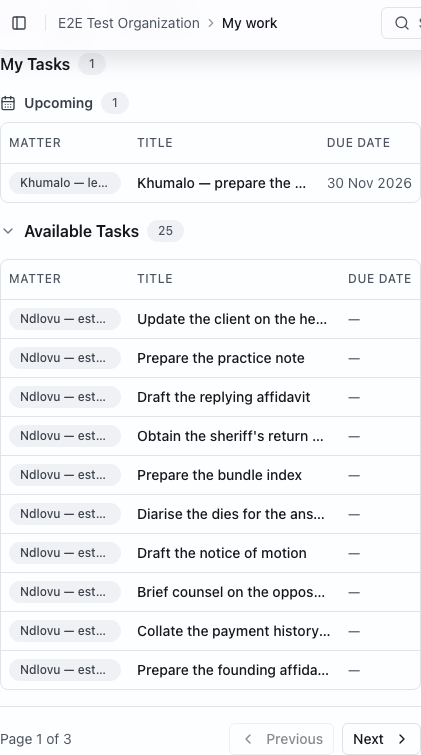 E2E Test Organization > My work
My Tasks 1
Upcoming 1
MATTER TITLE DUE DATE
Khumalo — le... Khumalo — prepare the ... 30 Nov 2026
Available Tasks 25
MATTER TITLE DUE DATE
Ndlovu — est... Update the client on the he... —
Ndlovu — est... Prepare the practice note —
Ndlovu — est... Draft the replying affidavit —
Ndlovu — est... Obtain the sheriff's return ... —
Ndlovu — est... Prepare the bundle index —
Ndlovu — est... Diarise the dies for the ans... —
Ndlovu — est... Draft the notice of motion —
Ndlovu — est... Brief counsel on the oppos... —
Ndlovu — est... Collate the payment history... —
Ndlovu — est... Prepare the founding affida... —
Page 1 of 3 Previous Next